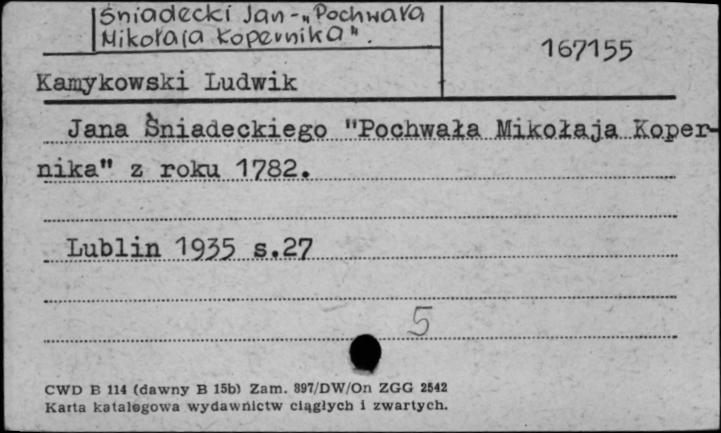 Śniadecki Jan - „Pochwała
Mikołaja Kopernika".
167155
Kamykowski Ludwik
Jana Śniadeckiego "Pochwała Mikołaja Koper-
nika" z roku 1782.
Lublin 1935 s.27
5
CWD B 114 (dawny B 15b) Zam. 897/DW/On ZGG 2542
Karta katalogowa wydawnictw ciągłych i zwartych.